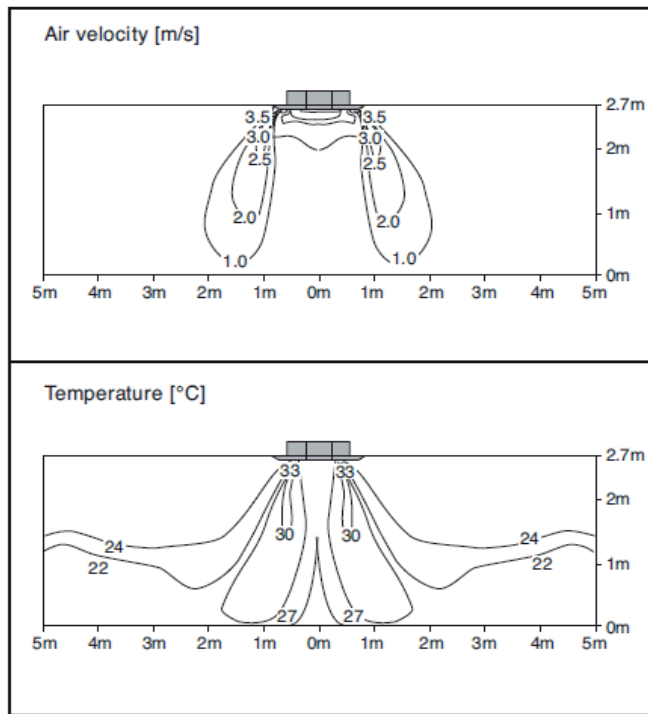 Air velocity [m/s]
3.5 3.5 2.7m
3.0 3.0
2.5 2.5 2m
2.0 2.0 1m
1.0 1.0 0m
5m 4m 3m 2m 1m 0m 1m 2m 3m 4m 5m
Temperature [°C]
2.7m
33 33
2m
30 30
24 24
22 22 1m
27 27 0m
5m 4m 3m 2m 1m 0m 1m 2m 3m 4m 5m